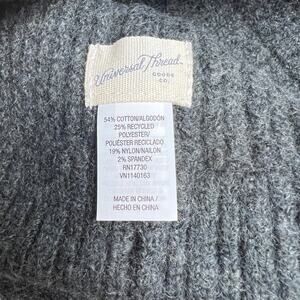 Universal Thread
GOODS
CO.
54% COTTON/ALGODÓN
25% RECYCLED
POLYESTER/
POLIÉSTER RECICLADO
19% NYLON/NAILON
2% SPANDEX
RN17730
VN1140163
MADE IN CHINA /
HECHO EN CHINA